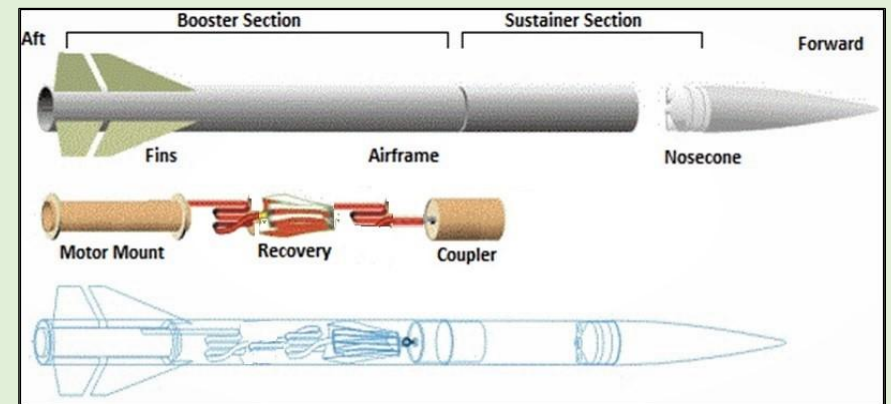 Booster Section
Sustainer Section
Aft
Forward
Fins
Airframe
Nosecone
Motor Mount
Recovery
Coupler